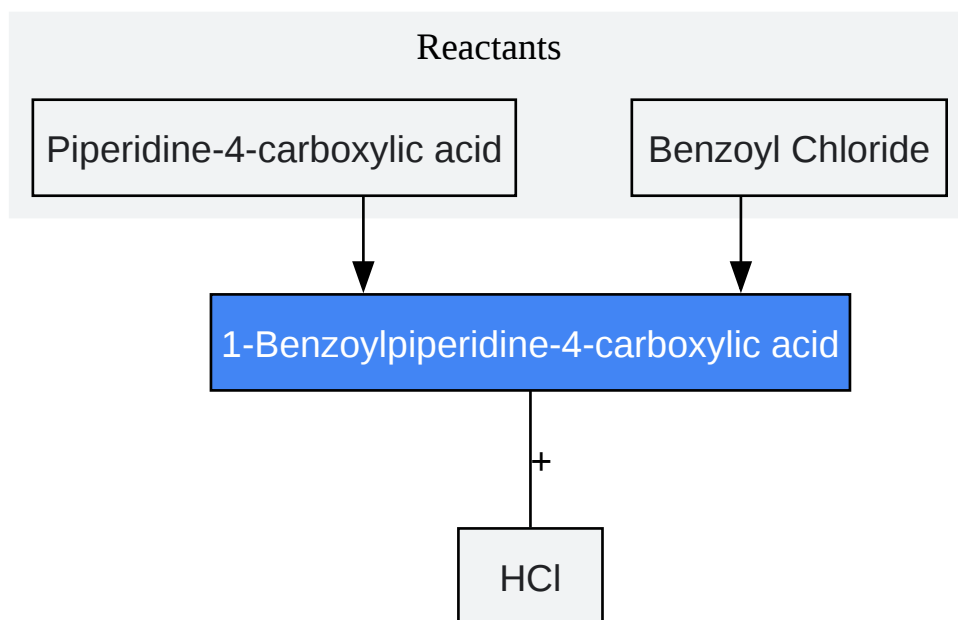 Reactants
Piperidine-4-carboxylic acid
Benzoyl Chloride
1-Benzoylpiperidine-4-carboxylic acid
+
HCl